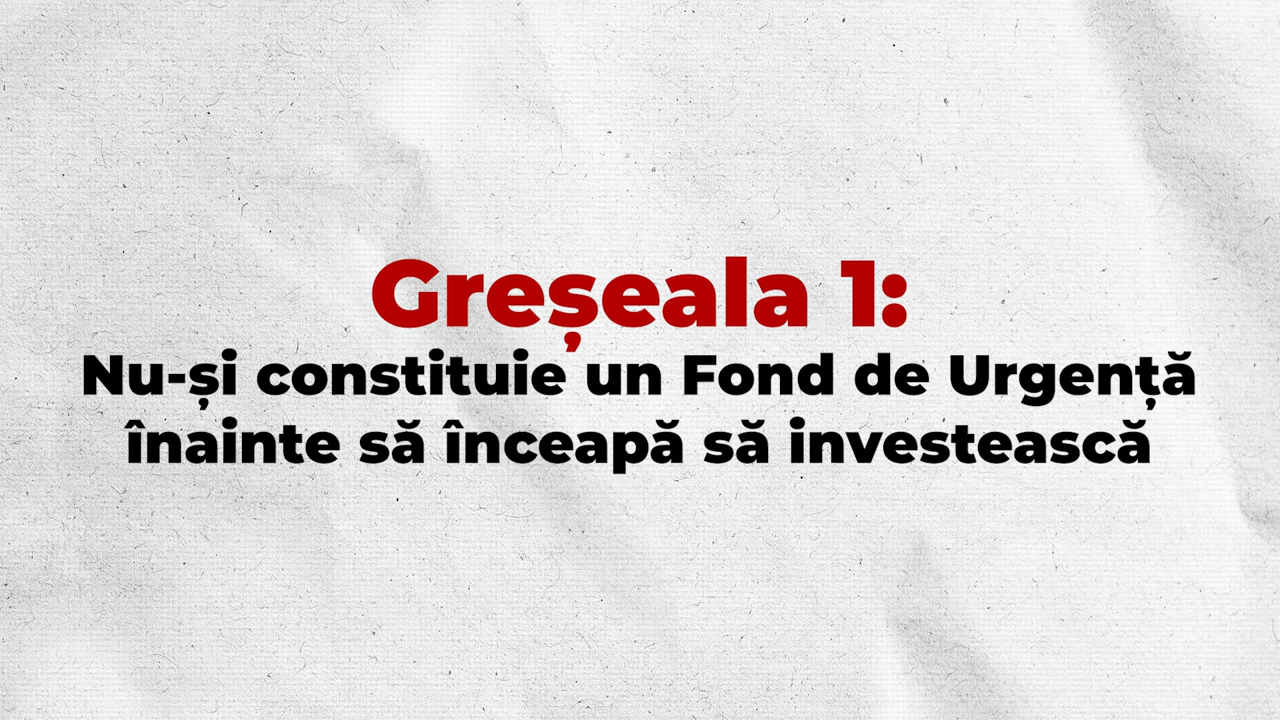 Greșeala 1:
Nu-și constituie un Fond de Urgență
înainte să înceapă să investească